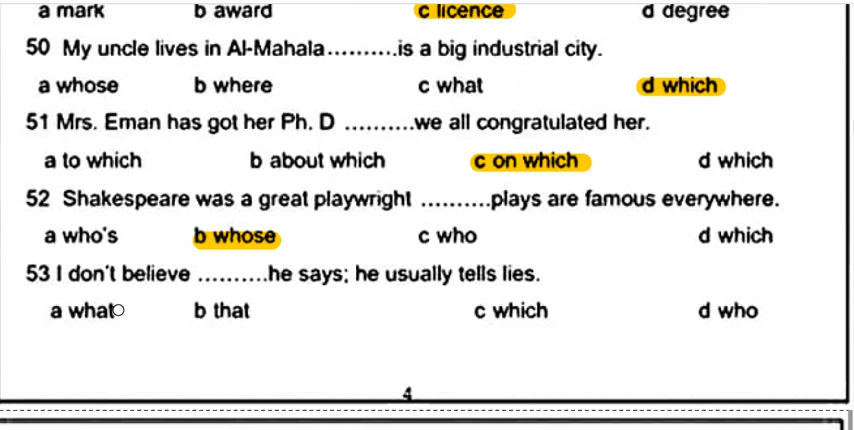 a mark b award c licence d degree
50 My uncle lives in Al-Mahala..........is a big industrial city.
a whose b where c what d which
51 Mrs. Eman has got her Ph. D ..........we all congratulated her.
a to which b about which c on which d which
52 Shakespeare was a great playwright ..........plays are famous everywhere.
a who's b whose c who d which
53 I don't believe ..........he says; he usually tells lies.
a what b that c which d who
4